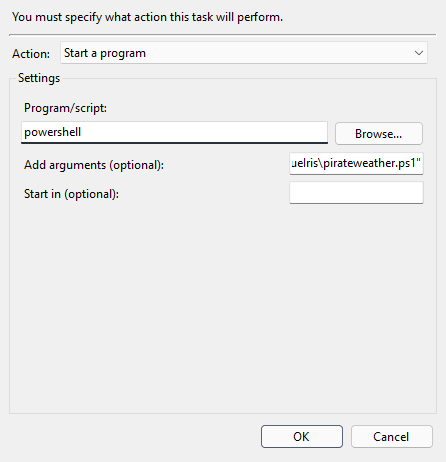 You must specify what action this task will perform.
Action: Start a program
Settings
Program/script:
powershell
Browse...
Add arguments (optional): uelris\pirateweather.ps1"
Start in (optional):
OK Cancel